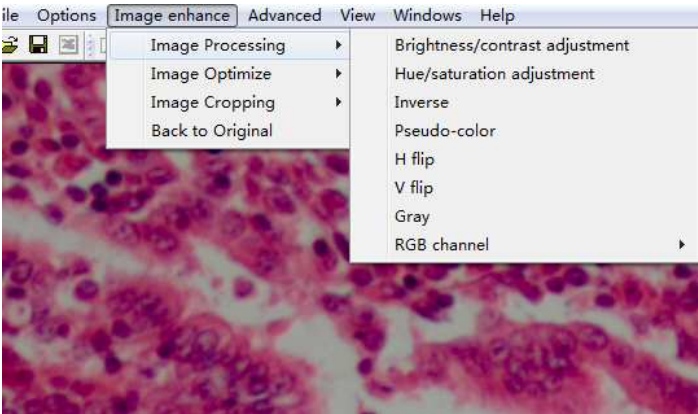 ile Options Image enhance Advanced View Windows Help
Image Processing
Image Optimize
Image Cropping
Back to Original
Brightness/contrast adjustment
Hue/saturation adjustment
Inverse
Pseudo-color
H flip
V flip
Gray
RGB channel